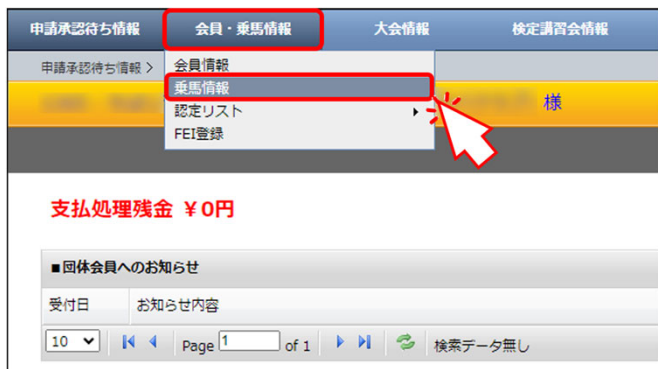 申請承認待ち情報 会員・乗馬情報 大会情報 検定講習会情報
申請承認待ち情報 >
会員情報
乗馬情報
認定リスト
FEI登録
様
支払処理残金 ¥0円
■団体会員へのお知らせ
受付日 お知らせ内容
10 Page 1 of 1 検索データ無し